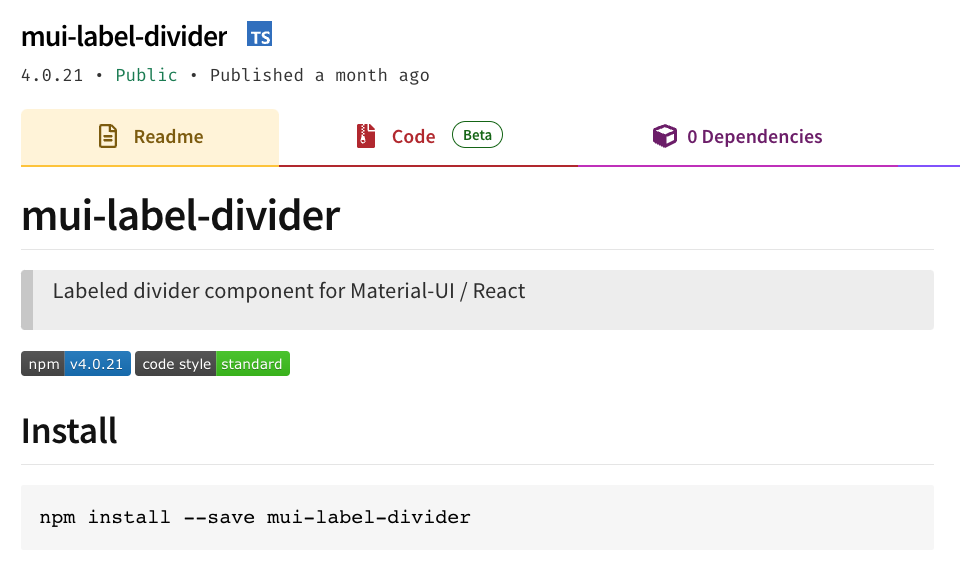 mui-label-divider TS
4.0.21 • Public • Published a month ago
Readme Code Beta 0 Dependencies
mui-label-divider
Labeled divider component for Material-UI / React
npm v4.0.21 code style standard
Install
npm install --save mui-label-divider